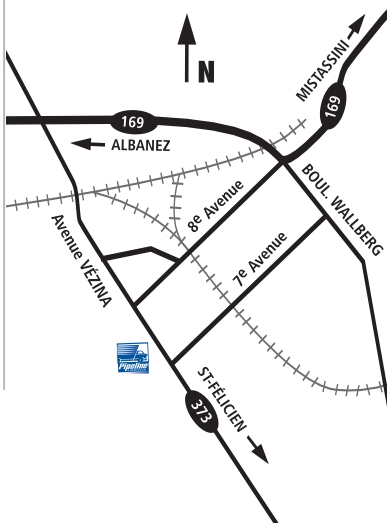 MISTASSINI
N
169
169
ALBANEZ
BOUL. WALLBERG
8e Avenue
Avenue VÉZINA
7e Avenue
Pipeline
ST-FÉLICIEN
373